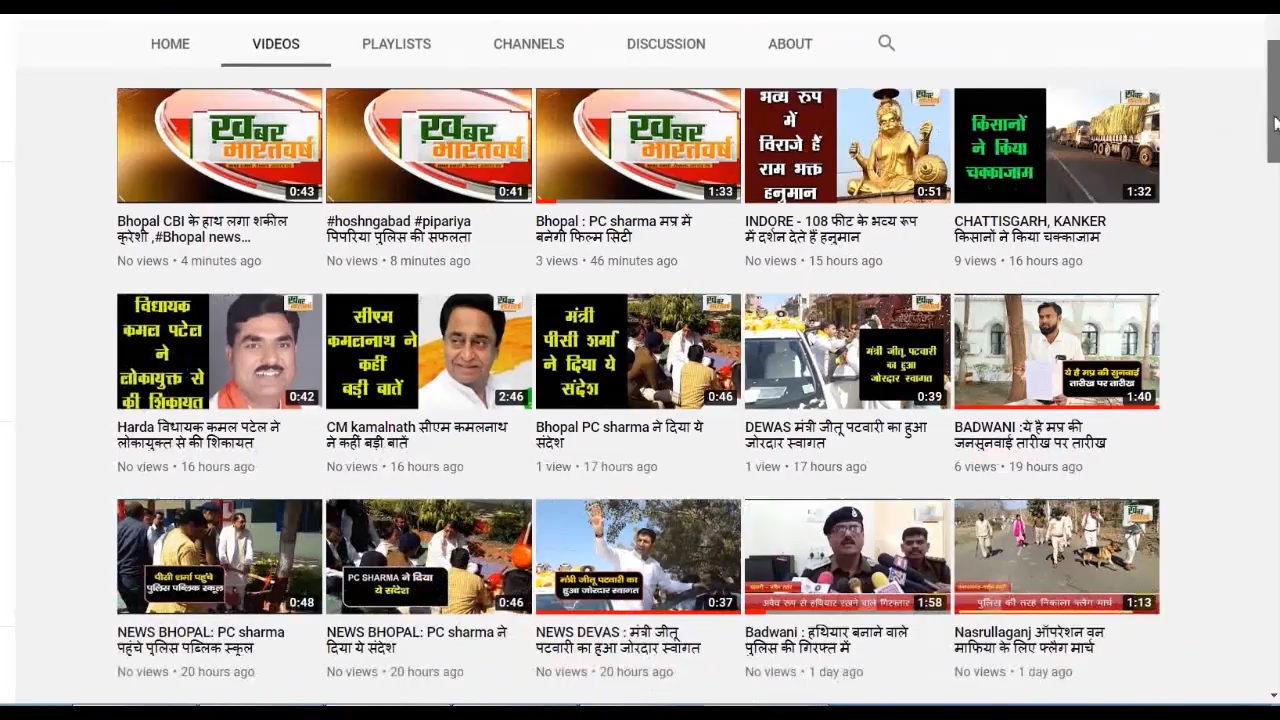 HOME VIDEOS PLAYLISTS CHANNELS DISCUSSION ABOUT
ख़बर
भारतवर्ष
0:43
ख़बर
भारतवर्ष
0:41
ख़बर
भारतवर्ष
1:33
भव्य रुप
में
विराजे हैं
राम भक्त
हनुमान
0:51
किसानों
ने किया
चक्काजाम
1:32
Bhopal CBI के हाथ लगा शकील
कुरेशी ,#Bhopal news...
No views • 4 minutes ago
#hoshngabad #pipariya
पिपरिया पुलिस की सफलता
No views • 8 minutes ago
Bhopal : PC sharma मप्र में
बनेगी फिल्म सिटी
3 views • 46 minutes ago
INDORE - 108 फीट के भव्य रूप
में दर्शन देते हैं हनुमान
No views • 15 hours ago
CHATTISGARH, KANKER
किसानों ने किया चक्काजाम
9 views • 16 hours ago
विधायक
कमल पटेल
ने
लोकायुक्त से
की शिकायत
0:42
सीएम
कमलनाथ ने
कहीं
बड़ी बातें
2:46
मंत्री
पीसी शर्मा
ने दिया ये
संदेश
0:46
मंत्री जीतू पटवारी
का हुआ
जोरदार स्वागत
0:39
ये है मप्र की सुनवाई
तारीख पर तारीख
1:40
Harda विधायक कमल पटेल ने
लोकायुक्त से की शिकायत
No views • 16 hours ago
CM kamalnath सीएम कमलनाथ
ने कहीं बड़ी बातें
No views • 16 hours ago
Bhopal PC sharma ने दिया ये
संदेश
1 view • 17 hours ago
DEWAS मंत्री जीतू पटवारी का हुआ
जोरदार स्वागत
1 view • 17 hours ago
BADWANI :ये है मप्र की
जनसुनवाई तारीख पर तारीख
6 views • 19 hours ago
पीसी शर्मा पहुंचे
पुलिस पब्लिक स्कूल
0:48
PC SHARMA ने दिया
ये संदेश
0:46
मंत्री जीतू पटवारी का
हुआ जोरदार स्वागत
0:37
अवैध रूप से हथियार रखने वाले गिरफ्तार
1:58
पुलिस की तरह निकाला फ्लैग मार्च
1:13
NEWS BHOPAL: PC sharma
पहुंचे पुलिस पब्लिक स्कूल
No views • 20 hours ago
NEWS BHOPAL: PC sharma ने
दिया ये संदेश
No views • 20 hours ago
NEWS DEVAS : मंत्री जीतू
पटवारी का हुआ जोरदार स्वागत
No views • 20 hours ago
Badwani : हथियार बनाने वाले
पुलिस की गिरफ्त में
No views • 1 day ago
Nasrullaganj ऑपरेशन वन
माफिया के लिए फ्लैग मार्च
No views • 1 day ago